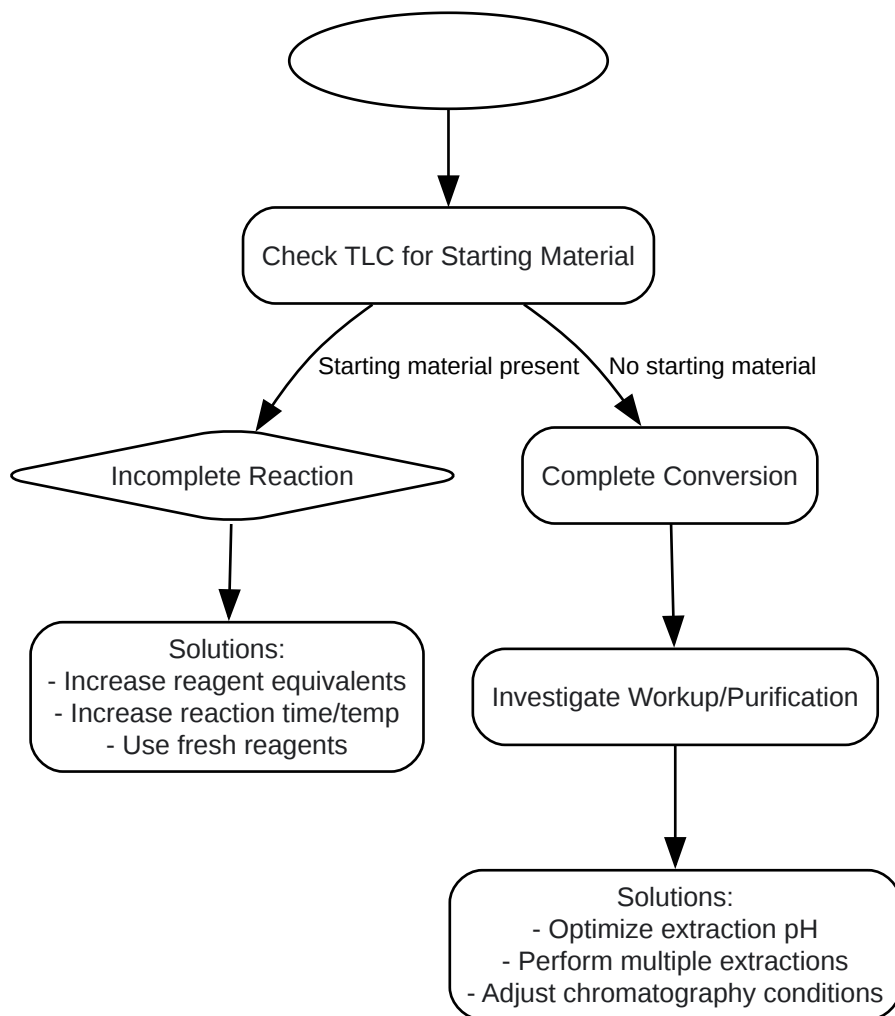 Check TLC for Starting Material
Starting material present
No starting material
Incomplete Reaction
Complete Conversion
Solutions:
- Increase reagent equivalents
- Increase reaction time/temp
- Use fresh reagents
Investigate Workup/Purification
Solutions:
- Optimize extraction pH
- Perform multiple extractions
- Adjust chromatography conditions